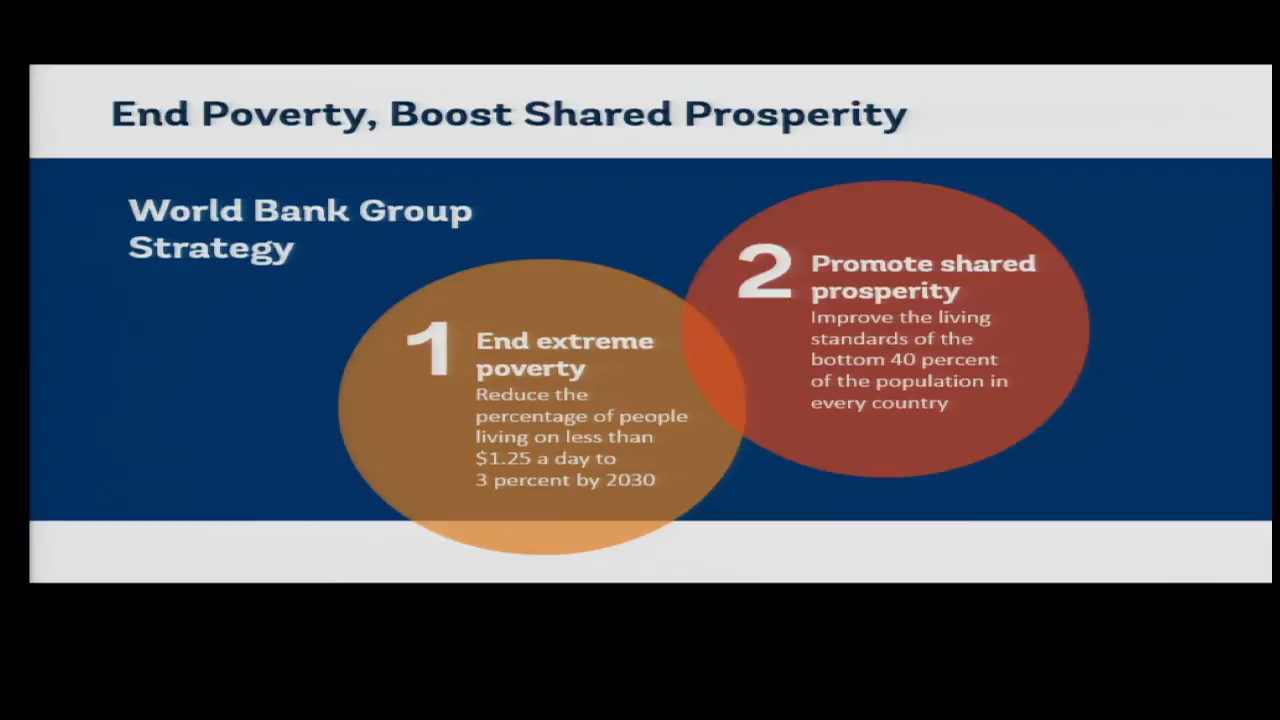 End Poverty, Boost Shared Prosperity
World Bank Group
Strategy
1
End extreme
poverty
Reduce the
percentage of people
living on less than
$1.25 a day to
3 percent by 2030
2
Promote shared
prosperity
Improve the living
standards of the
bottom 40 percent
of the population in
every country